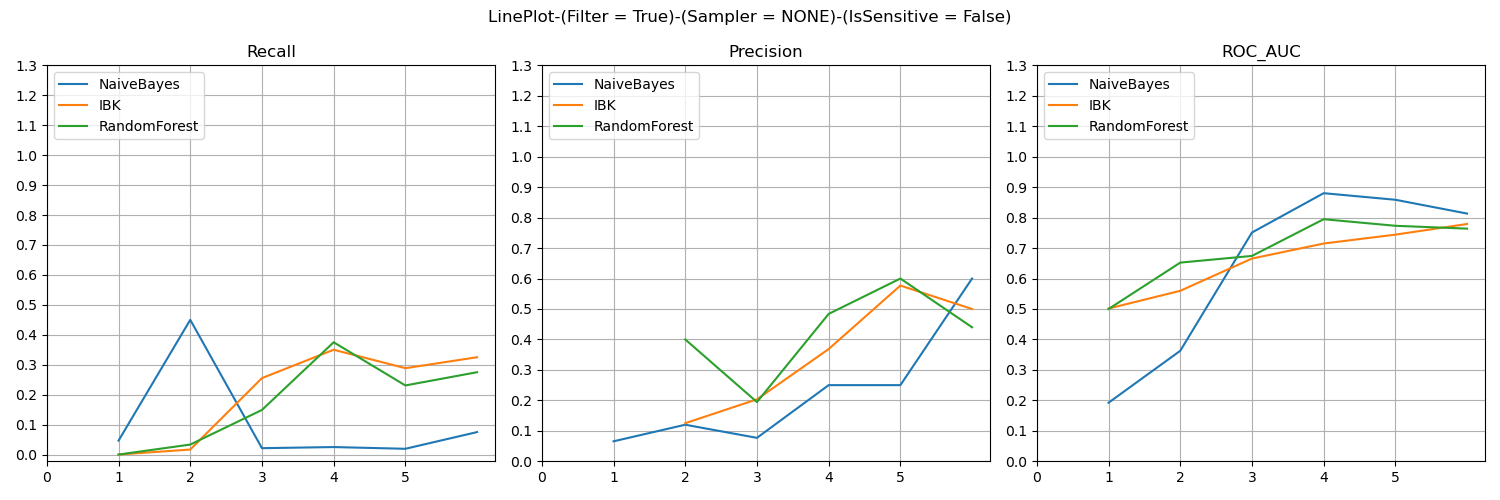 LinePlot-(Filter = True)-(Sampler = NONE)-(IsSensitive = False)
Recall
NaiveBayes
IBK
RandomForest
1.3
1.2
1.1
1.0
0.9
0.8
0.7
0.6
0.5
0.4
0.3
0.2
0.1
0.0
0 1 2 3 4 5
Precision
NaiveBayes
IBK
RandomForest
1.3
1.2
1.1
1.0
0.9
0.8
0.7
0.6
0.5
0.4
0.3
0.2
0.1
0.0
0 1 2 3 4 5
ROC_AUC
NaiveBayes
IBK
RandomForest
1.3
1.2
1.1
1.0
0.9
0.8
0.7
0.6
0.5
0.4
0.3
0.2
0.1
0.0
0 1 2 3 4 5